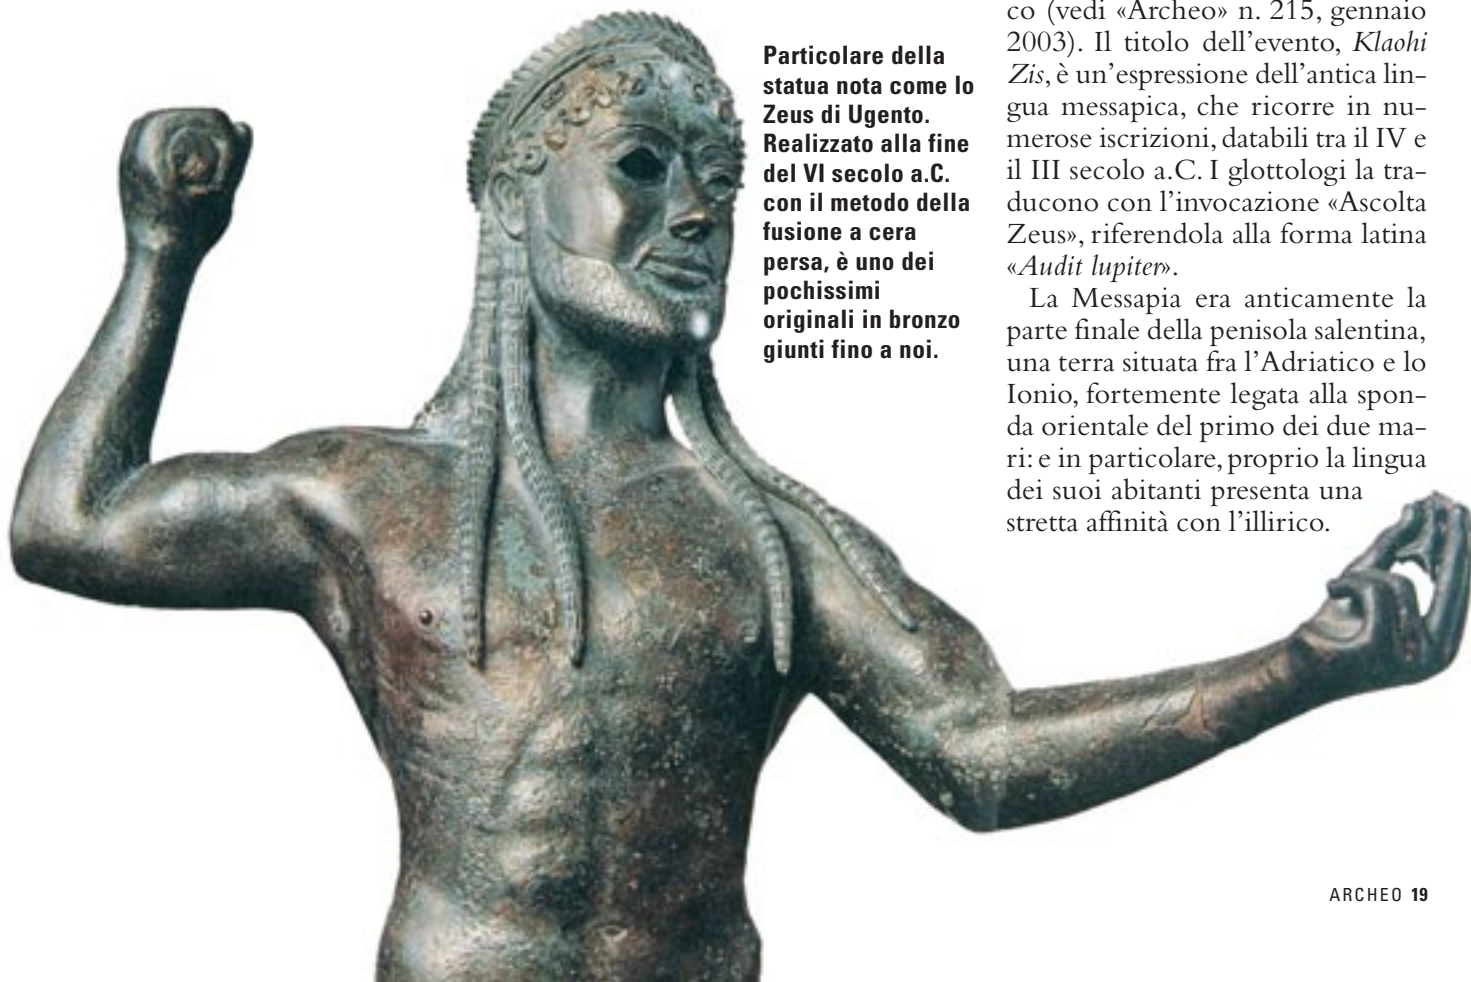 Particolare della
statua nota come lo
Zeus di Ugento.
Realizzato alla fine
del VI secolo a.C.
con il metodo della
fusione a cera
persa, è uno dei
pochissimi
originali in bronzo
giunti fino a noi.
co (vedi «Archeo» n. 215, gennaio
2003). Il titolo dell'evento, Klaohi
Zis, è un'espressione dell'antica lin-
gua messapica, che ricorre in nu-
merose iscrizioni, databili tra il IV e
il III secolo a.C. I glottologi la tra-
ducono con l'invocazione «Ascolta
Zeus», riferendola alla forma latina
«Audit lupiter».
La Messapia era anticamente la
parte finale della penisola salentina,
una terra situata fra l'Adriatico e lo
Ionio, fortemente legata alla spon-
da orientale del primo dei due ma-
ri: e in particolare, proprio la lingua
dei suoi abitanti presenta una
stretta affinità con l'illirico.
ARCHEO 19